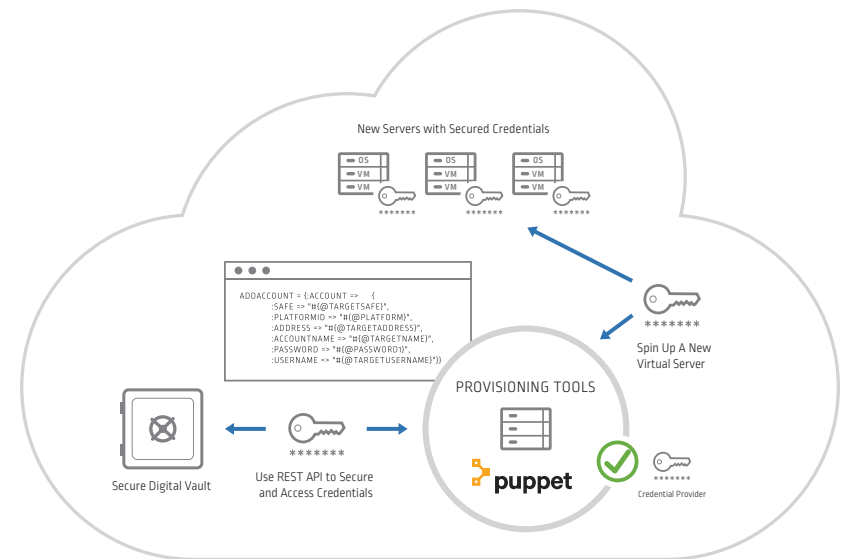 New Servers with Secured Credentials
OS
VM
VM
*******
OS
VM
VM
*******
OS
VM
VM
*******
ADDACCOUNT = {:ACCOUNT => {
:SAFE => "#{@TARGETSAFE}",
:PLATFORMID => "#{@PLATFORM}",
:ADDRESS => "#{@TARGETADDRESS}",
:ACCOUNTNAME => "#{@TARGETNAME}",
:PASSWORD => "#{@PASSWORD1}",
:USERNAME => "#{@TARGETUSERNAME}"}}
*******
Spin Up A New
Virtual Server
PROVISIONING TOOLS
puppet
*******
Credential Provider
*******
Use REST API to Secure
and Access Credentials
Secure Digital Vault